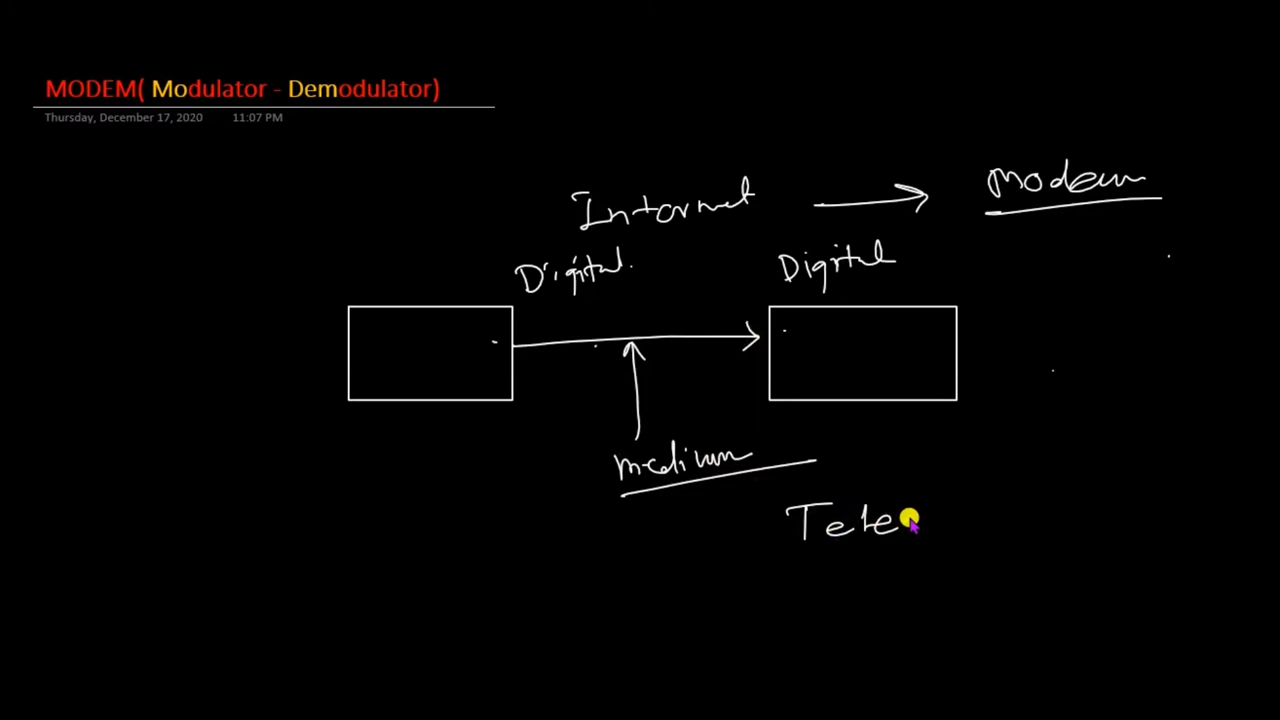 MODEM( Modulator - Demodulator)
Thursday, December 17, 2020 11:07 PM
Internet → Modem
Digital Digital
medium
Tele